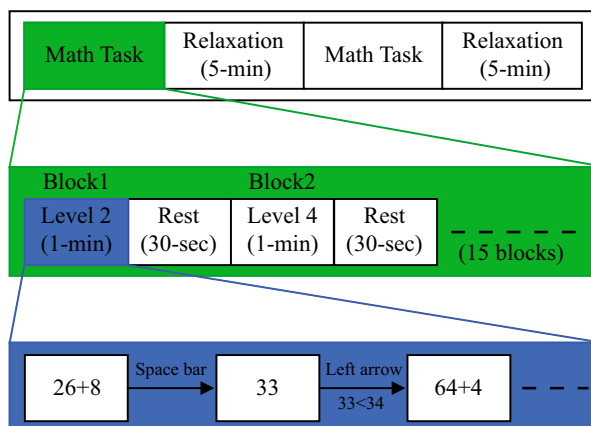 Math Task
Relaxation
(5-min)
Math Task
Relaxation
(5-min)
Block1
Block2
Level 2
(1-min)
Rest
(30-sec)
Level 4
(1-min)
Rest
(30-sec)
(15 blocks)
26+8
Space bar
33
Left arrow
33<34
64+4